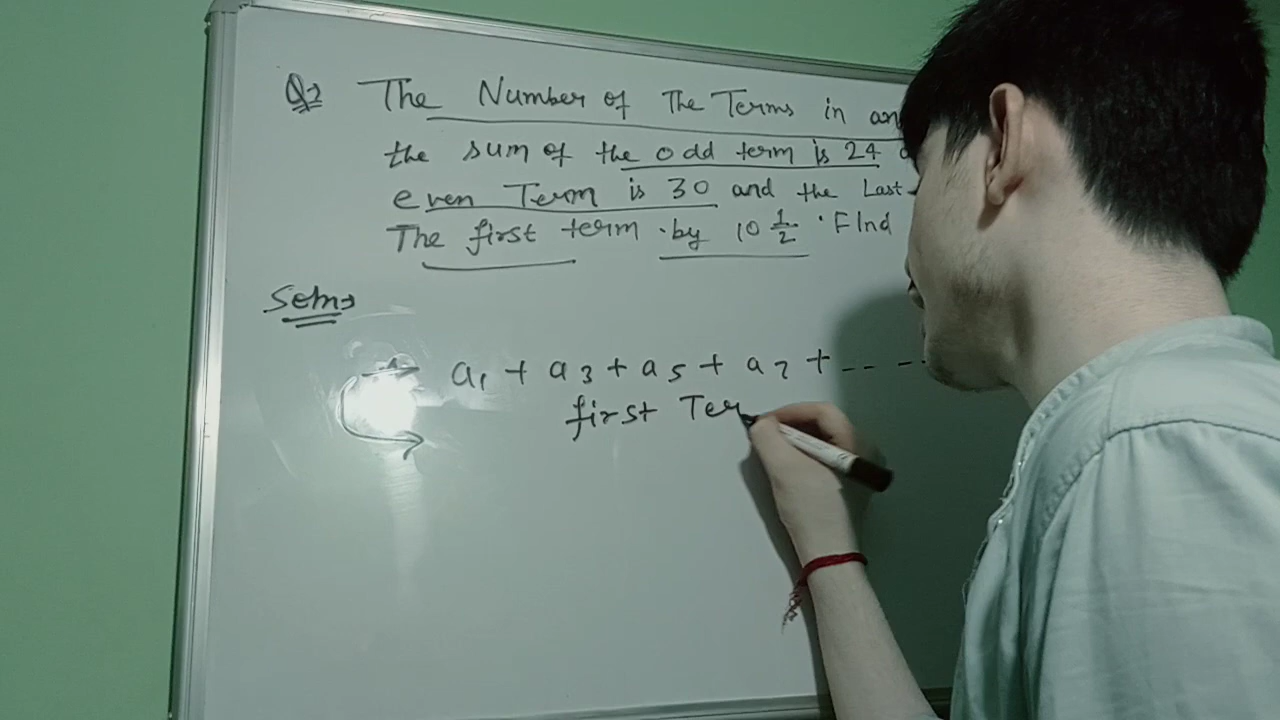 Q2 The Number of The Terms in an
the sum of the odd term is 24
even Term is 30 and the Last
The first term by 10 1/2 . FInd
Soln
a1 + a3 + a5 + a7 + -- -
first Ter